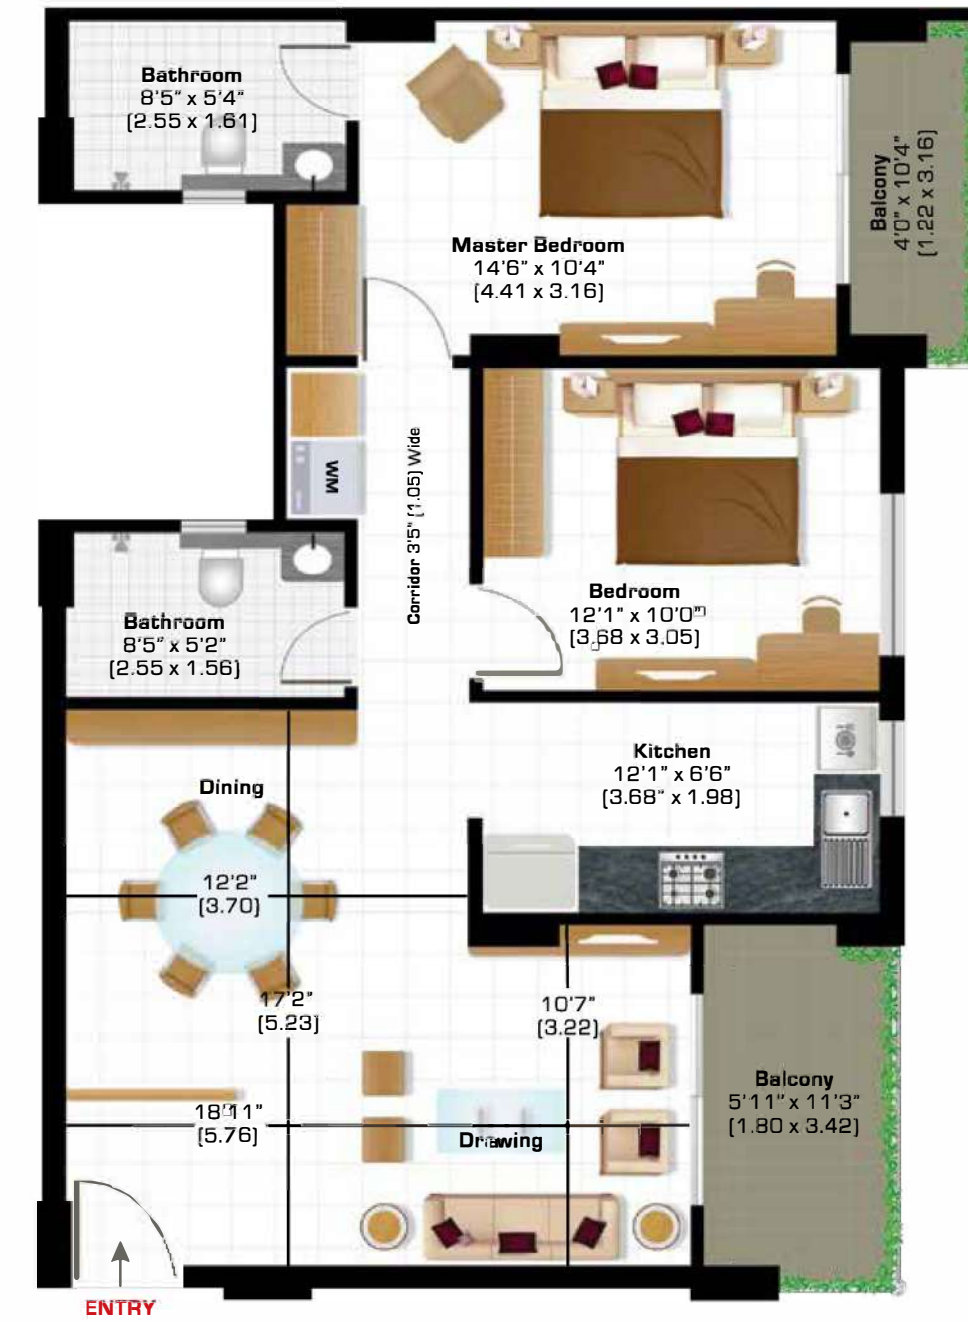 Bathroom
8'5" x 5'4"
(2.55 x 1.61)
Master Bedroom
14'6" x 10'4"
(4.41 x 3.16)
Balcony
4'0" x 10'4"
(1.22 x 3.16)
WM
Corridor 3'5" (1.05) Wide
Bedroom
12'1" x 10'0"
(3.68 x 3.05)
Bathroom
8'5" x 5'2"
(2.55 x 1.56)
Kitchen
12'1" x 6'6"
(3.68" x 1.98)
Dining
12'2"
(3.70)
17'2"
(5.23)
10'7"
(3.22)
Balcony
5'11" x 11'3"
(1.80 x 3.42)
18'11"
(5.76)
Drawing
ENTRY